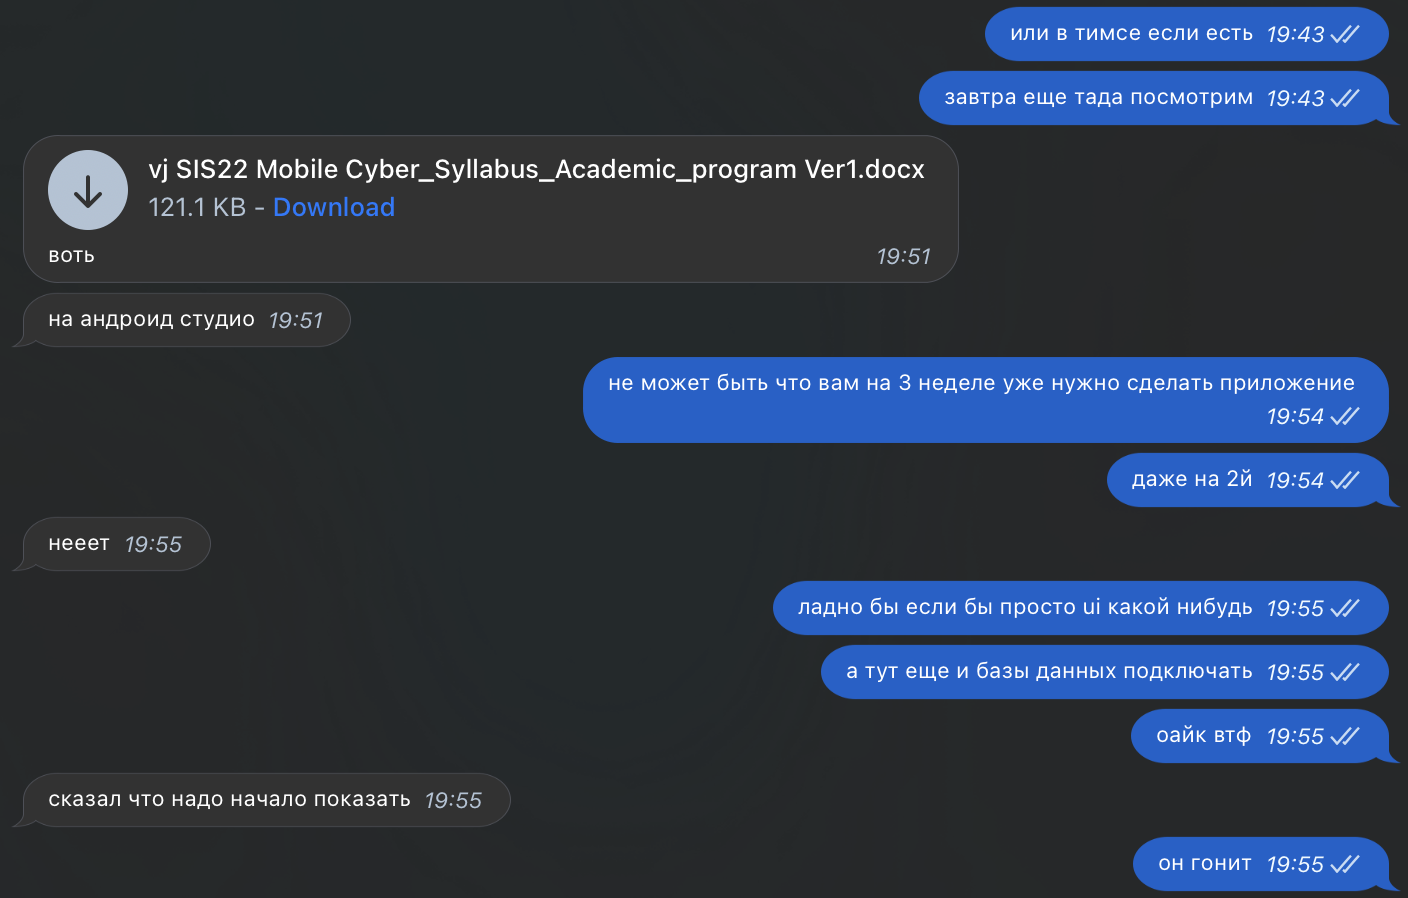 или в тимсе если есть 19:43
завтра еще тада посмотрим 19:43
vj SIS22 Mobile Cyber_Syllabus_Academic_program Ver1.docx
121.1 KB - Download
воть 19:51
на андроид студио 19:51
не может быть что вам на 3 неделе уже нужно сделать приложение
19:54
даже на 2й 19:54
нееет 19:55
ладно бы если бы просто ui какой нибудь 19:55
а тут еще и базы данных подключать 19:55
оайк втф 19:55
сказал что надо начало показать 19:55
он гонит 19:55